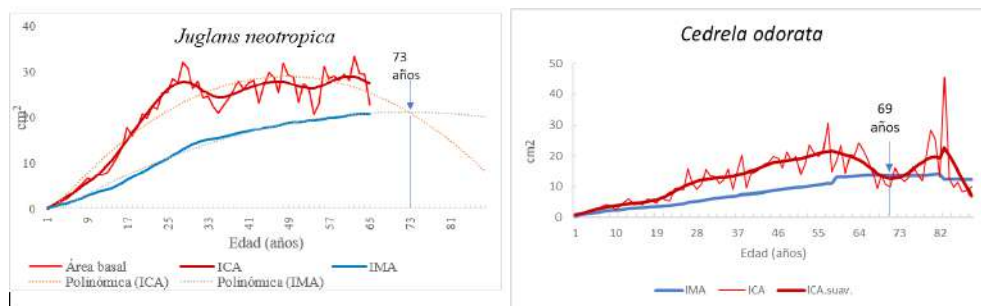 Juglans neotropica
40
30
20
10
0
cm²
73
años
1 9 17 25 33 41 49 57 65 73 81
Edad (años)
Área basal ICA IMA
Polinómica (ICA) Polinómica (IMA)
Cedrela odorata
50
40
30
20
10
0
cm2
69
años
1 10 19 28 37 46 55 64 73 82
Edad (años)
IMA ICA ICA.suav.